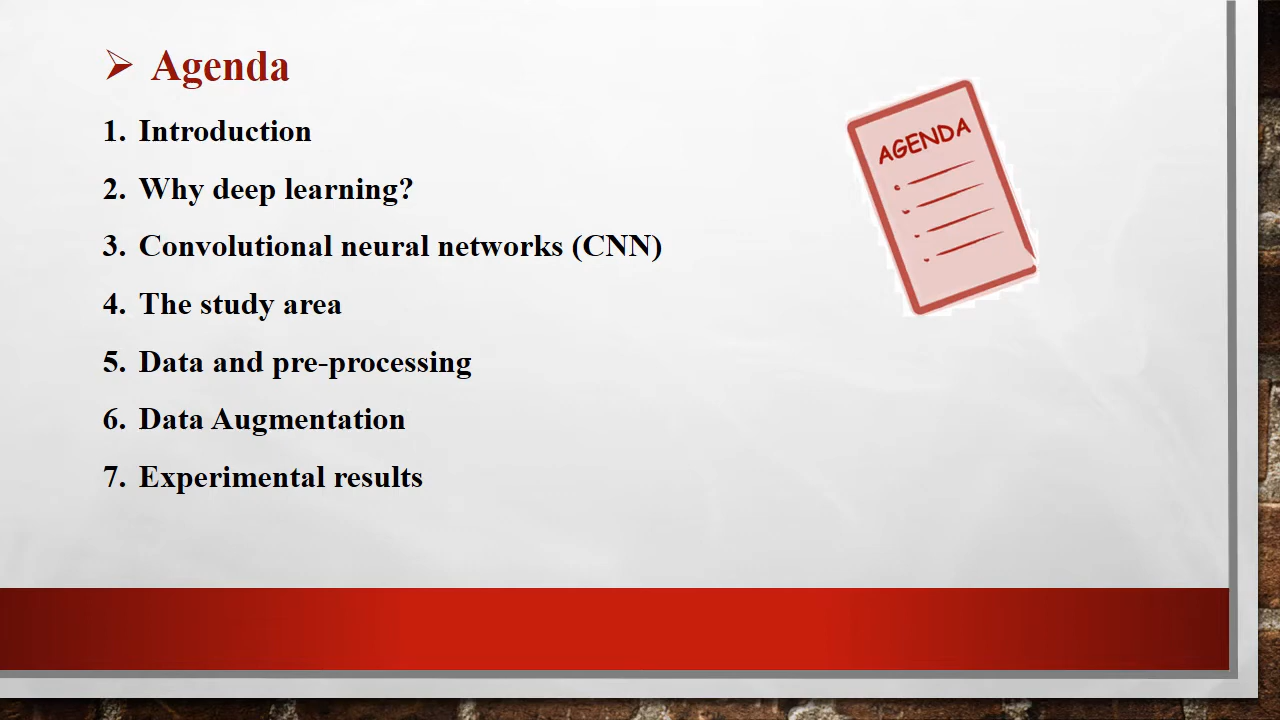 Agenda
1. Introduction
2. Why deep learning?
3. Convolutional neural networks (CNN)
4. The study area
5. Data and pre-processing
6. Data Augmentation
7. Experimental results
AGENDA